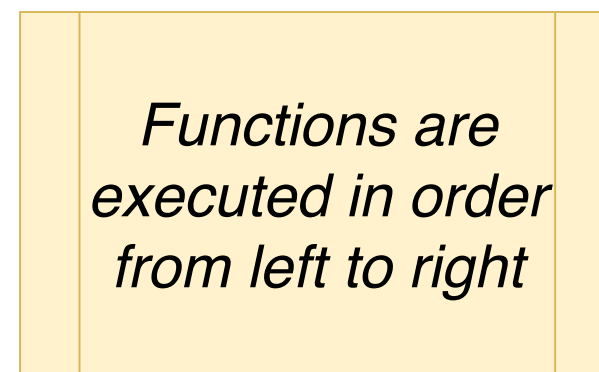 Functions are
executed in order
from left to right